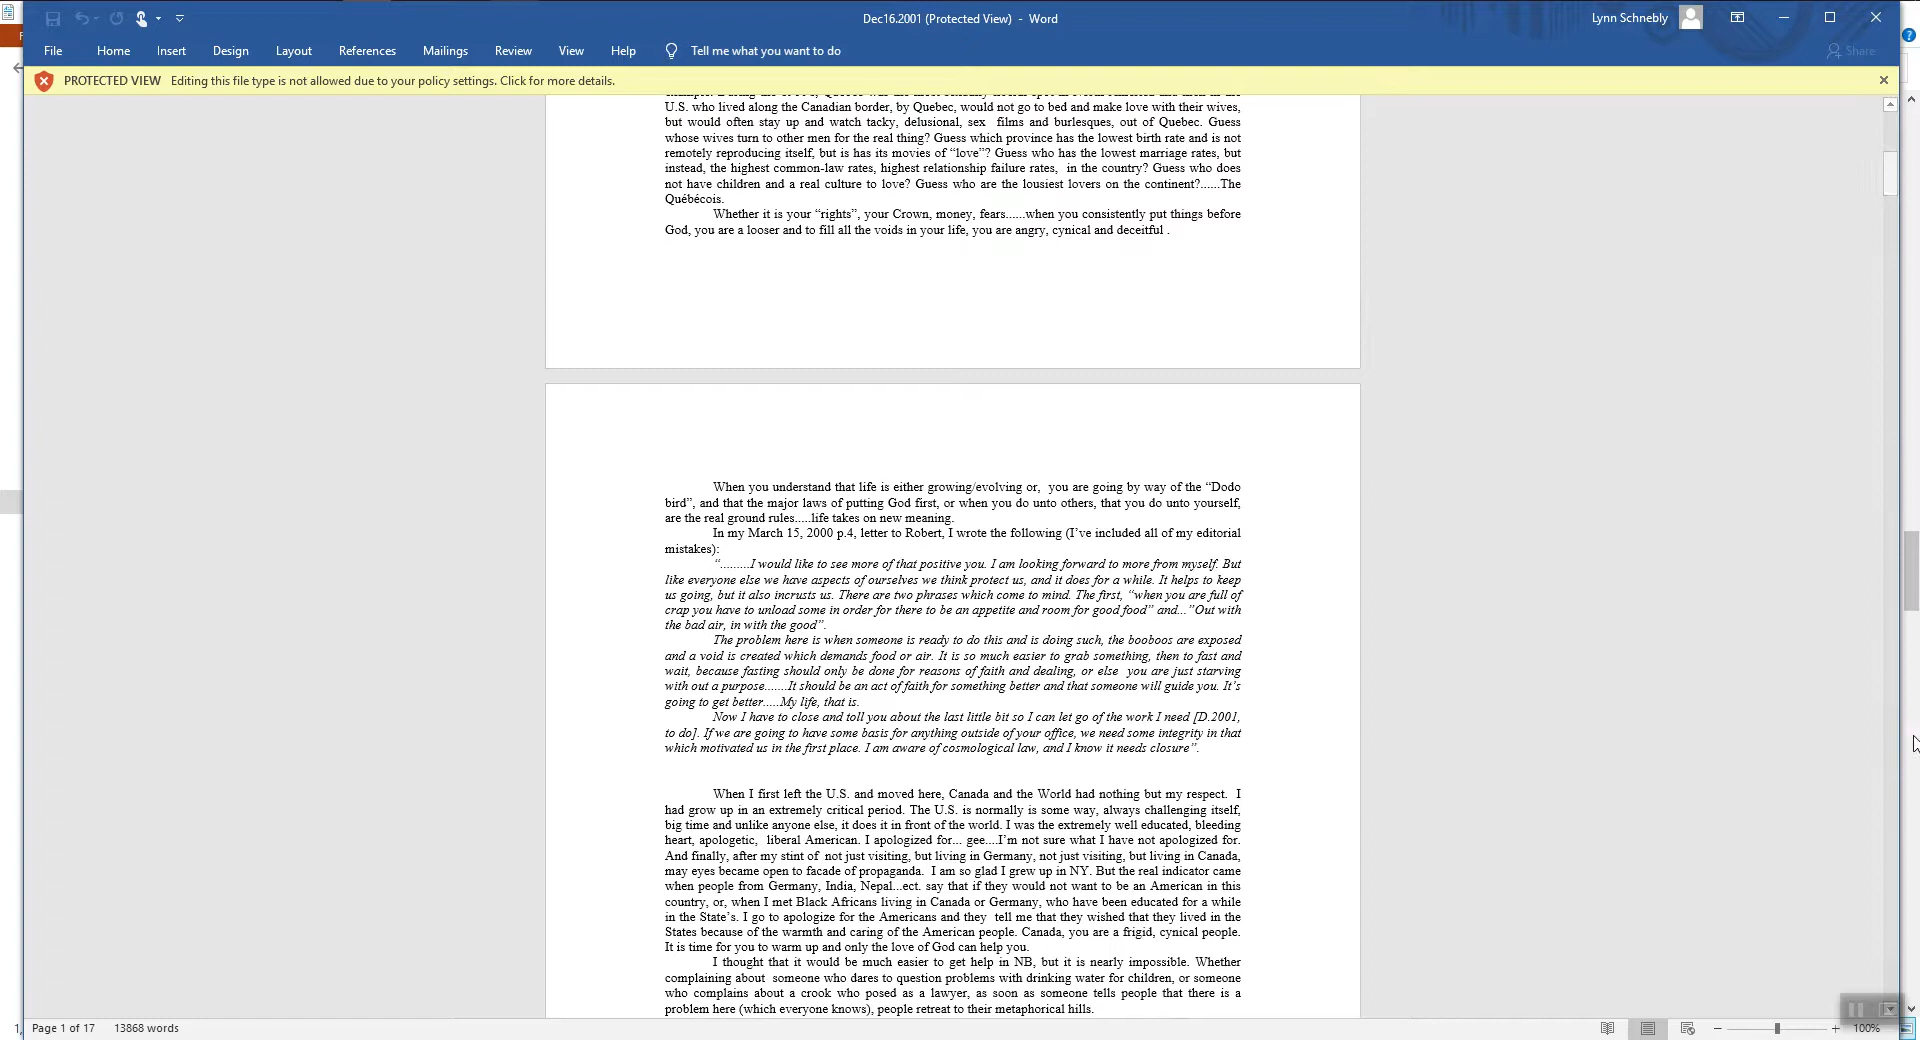 Dec16.2001 (Protected View) - Word
Lynn Schnebly
File Home Insert Design Layout References Mailings Review View Help Tell me what you want to do Share
PROTECTED VIEW Editing this file type is not allowed due to your policy settings. Click for more details.
U.S. who lived along the Canadian border, by Quebec, would not go to bed and make love with their wives,
but would often stay up and watch tacky, delusional, sex films and burlesques, out of Quebec. Guess
whose wives turn to other men for the real thing? Guess which province has the lowest birth rate and is not
remotely reproducing itself, but is has its movies of “love”? Guess who has the lowest marriage rates, but
instead, the highest common-law rates, highest relationship failure rates, in the country? Guess who does
not have children and a real culture to love? Guess who are the lousiest lovers on the continent?......The
Québécois.
Whether it is your “rights”, your Crown, money, fears......when you consistently put things before
God, you are a looser and to fill all the voids in your life, you are angry, cynical and deceitful .
When you understand that life is either growing/evolving or, you are going by way of the “Dodo
bird”, and that the major laws of putting God first, or when you do unto others, that you do unto yourself,
are the real ground rules.....life takes on new meaning.
In my March 15, 2000 p.4, letter to Robert, I wrote the following (I’ve included all of my editorial
mistakes):
“.........I would like to see more of that positive you. I am looking forward to more from myself. But
like everyone else we have aspects of ourselves we think protect us, and it does for a while. It helps to keep
us going, but it also incrusts us. There are two phrases which come to mind. The first, “when you are full of
crap you have to unload some in order for there to be an appetite and room for good food” and...”Out with
the bad air, in with the good”.
The problem here is when someone is ready to do this and is doing such, the booboos are exposed
and a void is created which demands food or air. It is so much easier to grab something, then to fast and
wait, because fasting should only be done for reasons of faith and dealing, or else you are just starving
with out a purpose.......It should be an act of faith for something better and that someone will guide you. It’s
going to get better.....My life, that is.
Now I have to close and toll you about the last little bit so I can let go of the work I need [D.2001,
to do]. If we are going to have some basis for anything outside of your office, we need some integrity in that
which motivated us in the first place. I am aware of cosmological law, and I know it needs closure”.
When I first left the U.S. and moved here, Canada and the World had nothing but my respect. I
had grow up in an extremely critical period. The U.S. is normally is some way, always challenging itself,
big time and unlike anyone else, it does it in front of the world. I was the extremely well educated, bleeding
heart, apologetic, liberal American. I apologized for... gee....I’m not sure what I have not apologized for.
And finally, after my stint of not just visiting, but living in Germany, not just visiting, but living in Canada,
may eyes became open to facade of propaganda. I am so glad I grew up in NY. But the real indicator came
when people from Germany, India, Nepal...ect. say that if they would not want to be an American in this
country, or, when I met Black Africans living in Canada or Germany, who have been educated for a while
in the State’s. I go to apologize for the Americans and they tell me that they wished that they lived in the
States because of the warmth and caring of the American people. Canada, you are a frigid, cynical people.
It is time for you to warm up and only the love of God can help you.
I thought that it would be much easier to get help in NB, but it is nearly impossible. Whether
complaining about someone who dares to question problems with drinking water for children, or someone
who complains about a crook who posed as a lawyer, as soon as someone tells people that there is a
problem here (which everyone knows), people retreat to their metaphorical hills.
Page 1 of 17 13868 words
100%